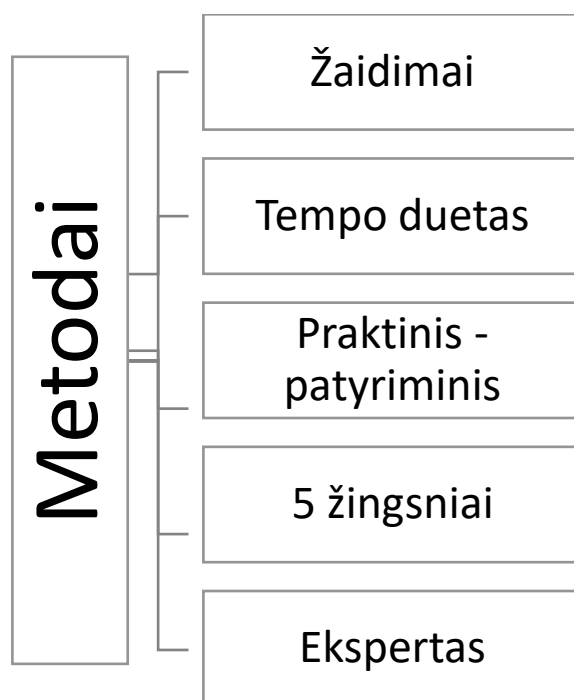 Metodai
Žaidimai
Tempo duetas
Praktinis -
patyriminis
5 žingsniai
Ekspertas